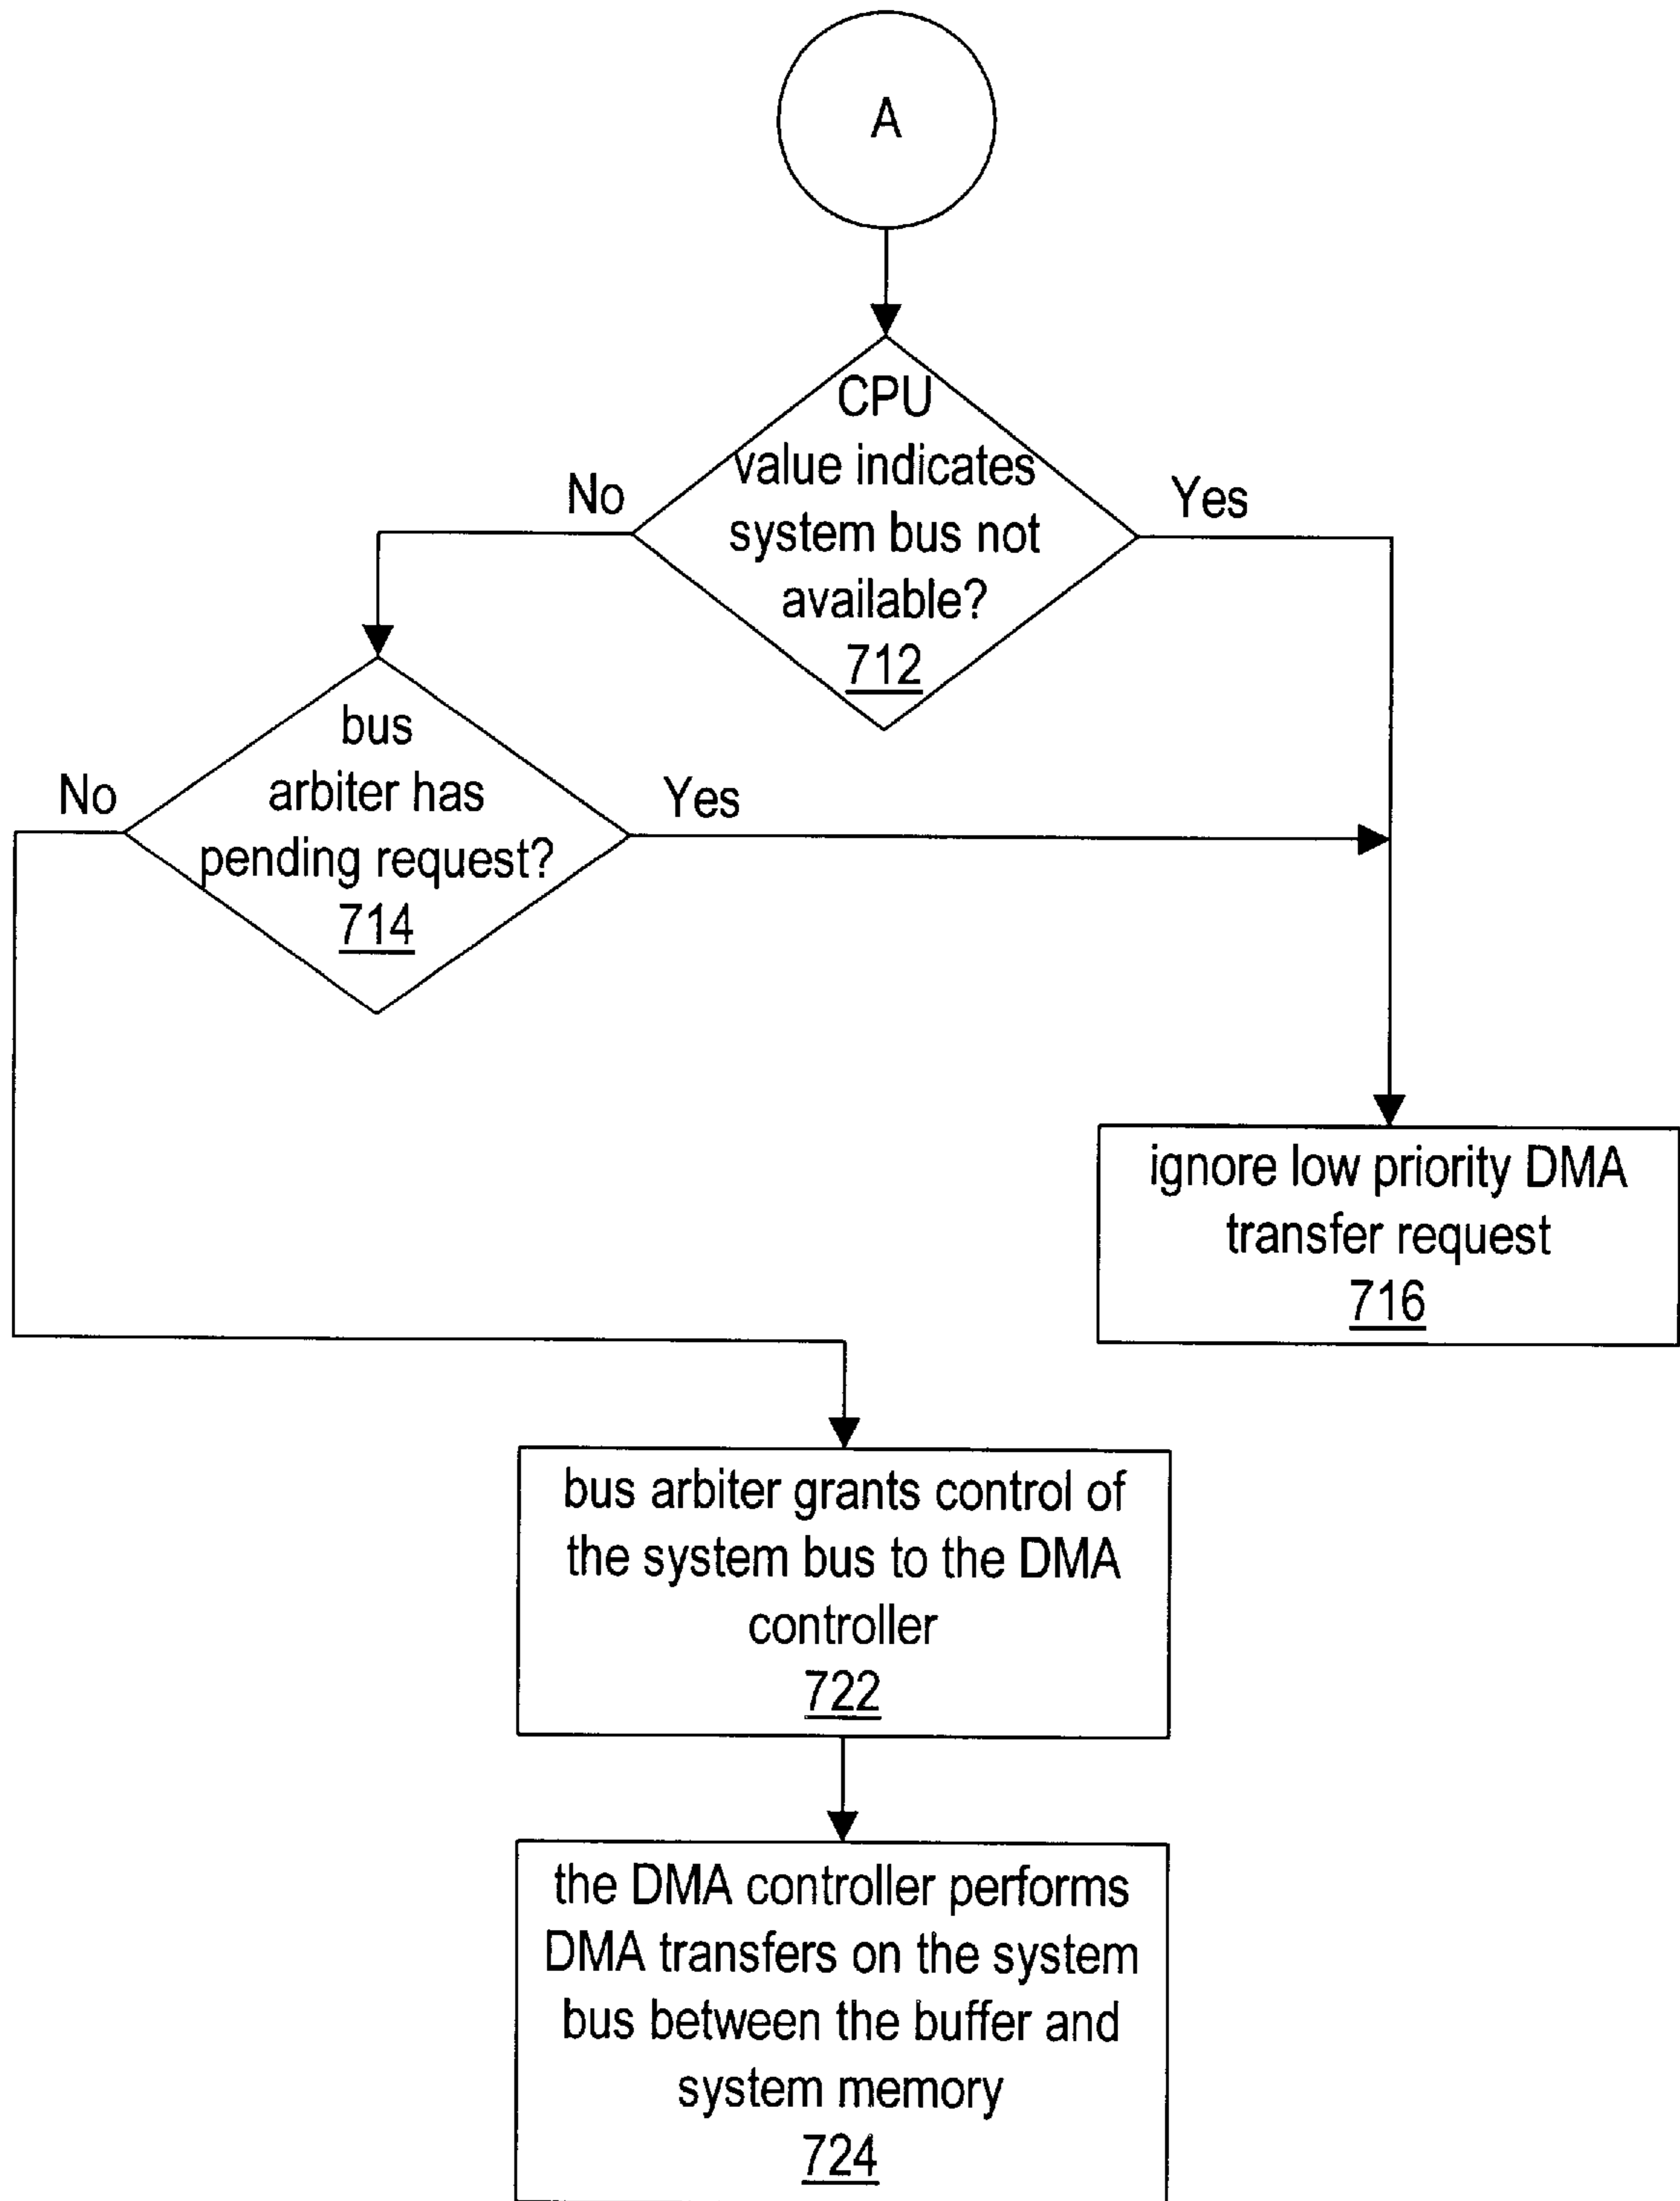 A
CPU
value indicates
system bus not
available?
712
No
Yes
bus
arbiter has
pending request?
714
No
Yes
ignore low priority DMA
transfer request
716
bus arbiter grants control of
the system bus to the DMA
controller
722
the DMA controller performs
DMA transfers on the system
bus between the buffer and
system memory
724